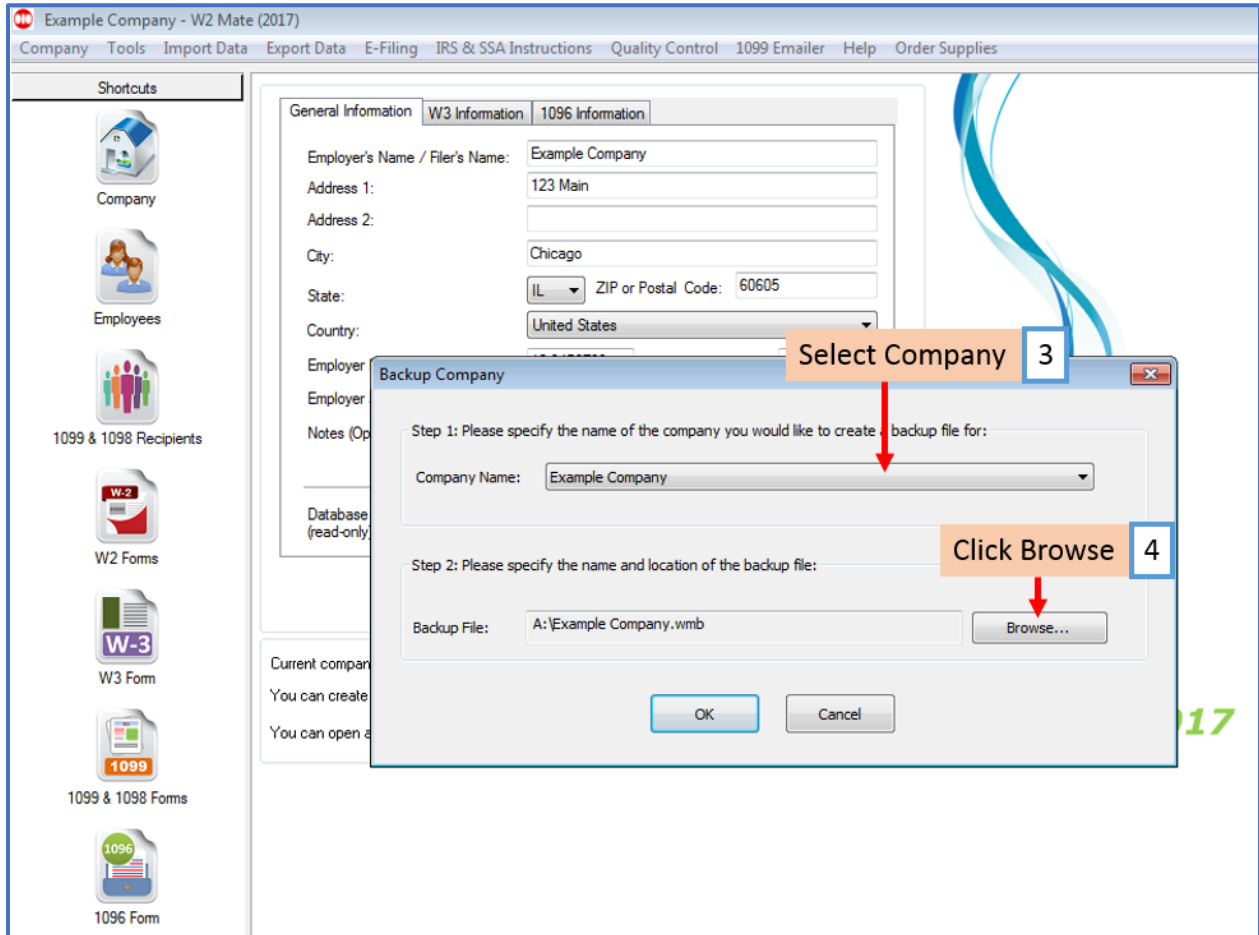 Example Company - W2 Mate (2017)
Company Tools Import Data Export Data E-Filing IRS & SSA Instructions Quality Control 1099 Emailer Help Order Supplies
Shortcuts
Company
Employees
1099 & 1098 Recipients
W-2
W2 Forms
W-3
W3 Form
1099
1099 & 1098 Forms
1096
1096 Form
General Information W3 Information 1096 Information
Employer's Name / Filer's Name: Example Company
Address 1: 123 Main
Address 2:
City: Chicago
State: IL ZIP or Postal Code: 60605
Country: United States
Employer
Employer
Notes (Op
Database
(read-only)
Current compan
You can create
You can open a
Select Company 3
Backup Company
Step 1: Please specify the name of the company you would like to create a backup file for:
Company Name: Example Company
Click Browse 4
Step 2: Please specify the name and location of the backup file:
Backup File: A:\Example Company.wmb Browse...
OK Cancel
017